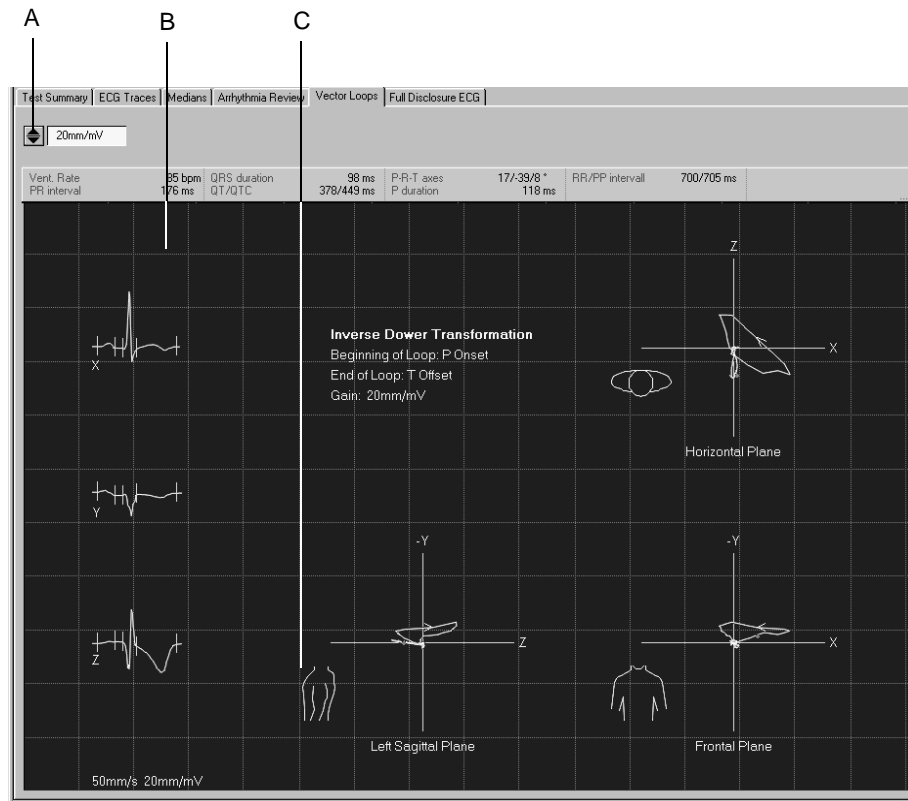 A B C
Test Summary ECG Traces Medians Arrhythmia Review Vector Loops Full Disclosure ECG
20mm/mV
Vent. Rate 85 bpm QRS duration 98 ms P-R-T axes 17/-39/8 ° RR/PP intervall 700/705 ms
PR interval 176 ms QT/QTC 378/449 ms P duration 118 ms
...
Z
Inverse Dower Transformation
Beginning of Loop: P Onset
End of Loop: T Offset
Gain: 20mm/mV
X
X
Horizontal Plane
Y
-Y -Y
Z
Z X
Left Sagittal Plane Frontal Plane
50mm/s 20mm/mV